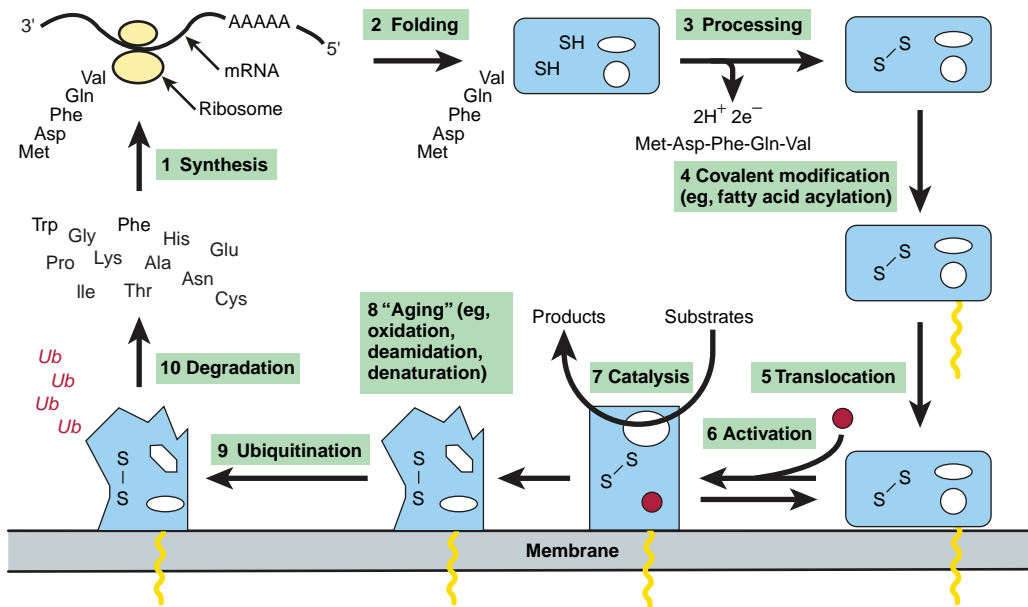 3'
AAAAA
5'
mRNA
Ribosome
Val
Gln
Phe
Asp
Met
1 Synthesis
2 Folding
Val
Gln
Phe
Asp
Met
SH
SH
3 Processing
2H+ 2e−
Met-Asp-Phe-Gln-Val
S
S
4 Covalent modification
(eg, fatty acid acylation)
S
S
5 Translocation
6 Activation
S
S
Products
Substrates
7 Catalysis
S
S
8 “Aging” (eg,
oxidation,
deamidation,
denaturation)
S
S
9 Ubiquitination
S
S
Ub
Ub
Ub
Ub
10 Degradation
Trp
Gly
Phe
His
Glu
Pro
Lys
Ala
Asn
Ile
Thr
Cys
Membrane